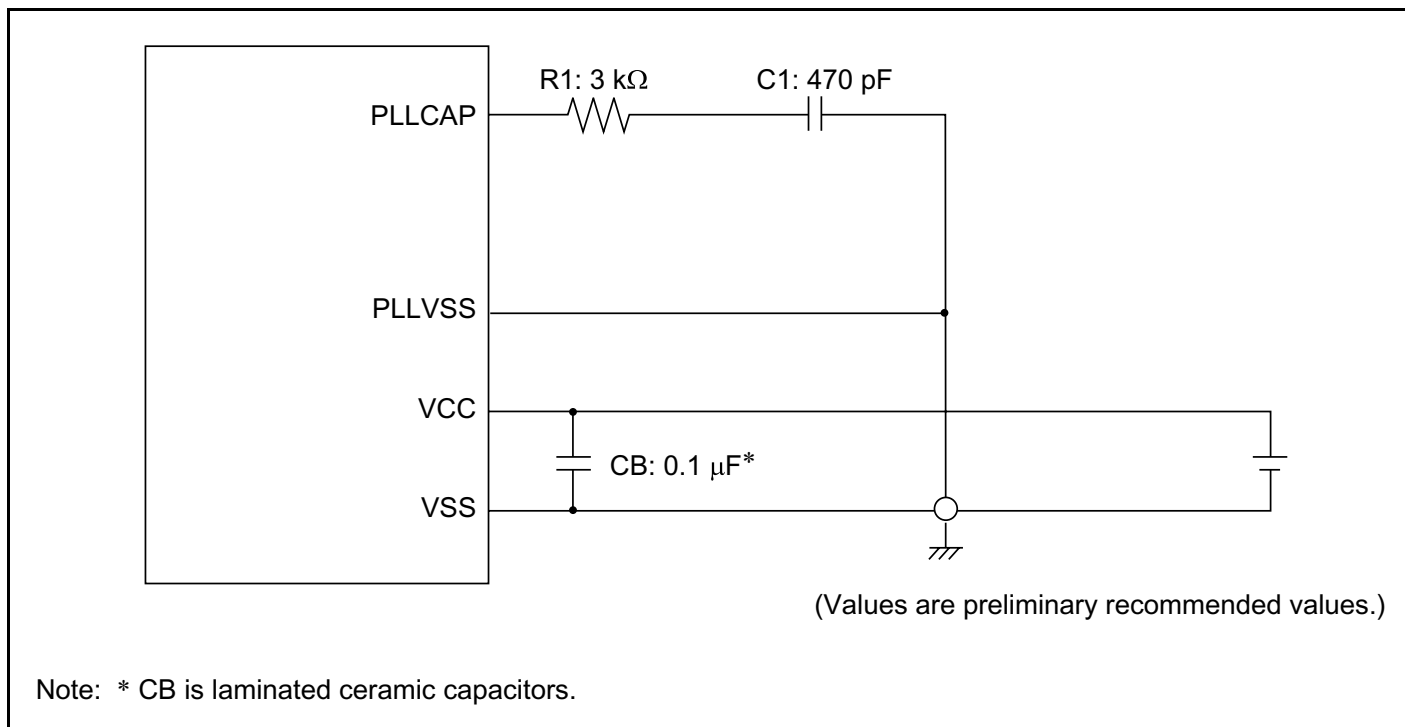 R1: 3 kΩ
C1: 470 pF
PLLCAP
PLLVSS
VCC
CB: 0.1 μF*
VSS
(Values are preliminary recommended values.)
Note: * CB is laminated ceramic capacitors.